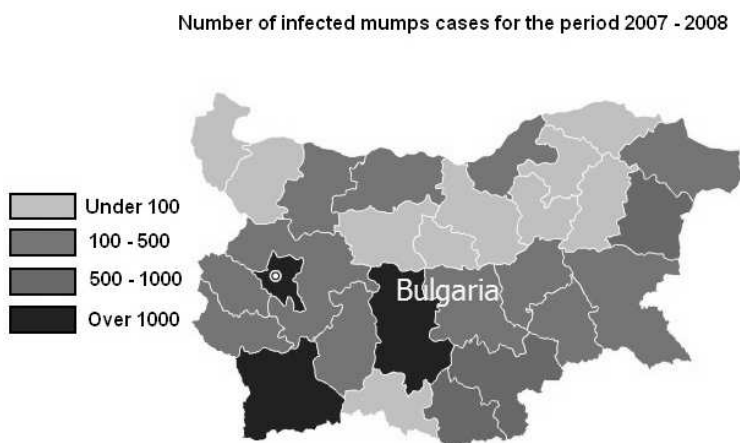 Number of infected mumps cases for the period 2007 - 2008
Under 100
100 - 500
500 - 1000
Over 1000
Bulgaria